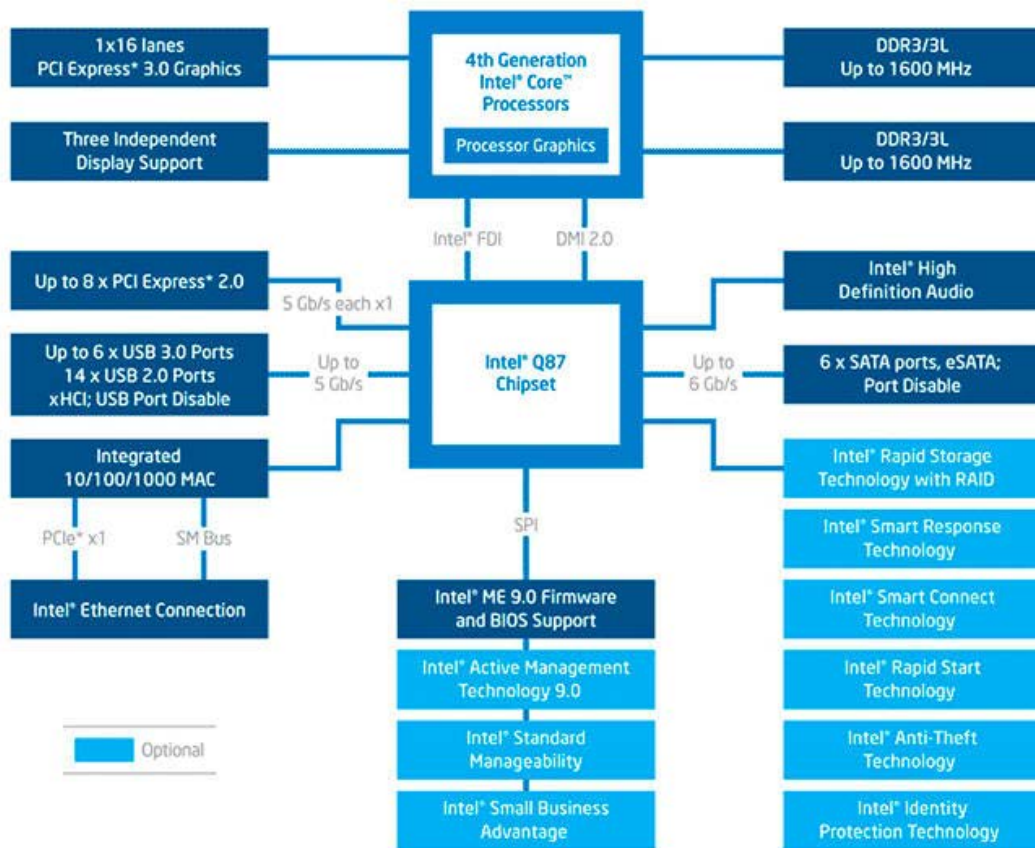 1x16 lanes
PCI Express* 3.0 Graphics
Three Independent
Display Support
4th Generation
Intel® Core™
Processors
Processor Graphics
DDR3/3L
Up to 1600 MHz
DDR3/3L
Up to 1600 MHz
Intel® FDI
DMI 2.0
Up to 8 x PCI Express* 2.0
5 Gb/s each x1
Up to 6 x USB 3.0 Ports
14 x USB 2.0 Ports
xHCI; USB Port Disable
Up to
5 Gb/s
Integrated
10/100/1000 MAC
PCIe* x1
SM Bus
Intel® Ethernet Connection
Intel® Q87
Chipset
Intel® High
Definition Audio
Up to
6 Gb/s
6 x SATA ports, eSATA;
Port Disable
SPI
Intel® ME 9.0 Firmware
and BIOS Support
Intel® Active Management
Technology 9.0
Intel® Standard
Manageability
Intel® Small Business
Advantage
Intel® Rapid Storage
Technology with RAID
Intel® Smart Response
Technology
Intel® Smart Connect
Technology
Intel® Rapid Start
Technology
Intel® Anti-Theft
Technology
Intel® Identity
Protection Technology
Optional